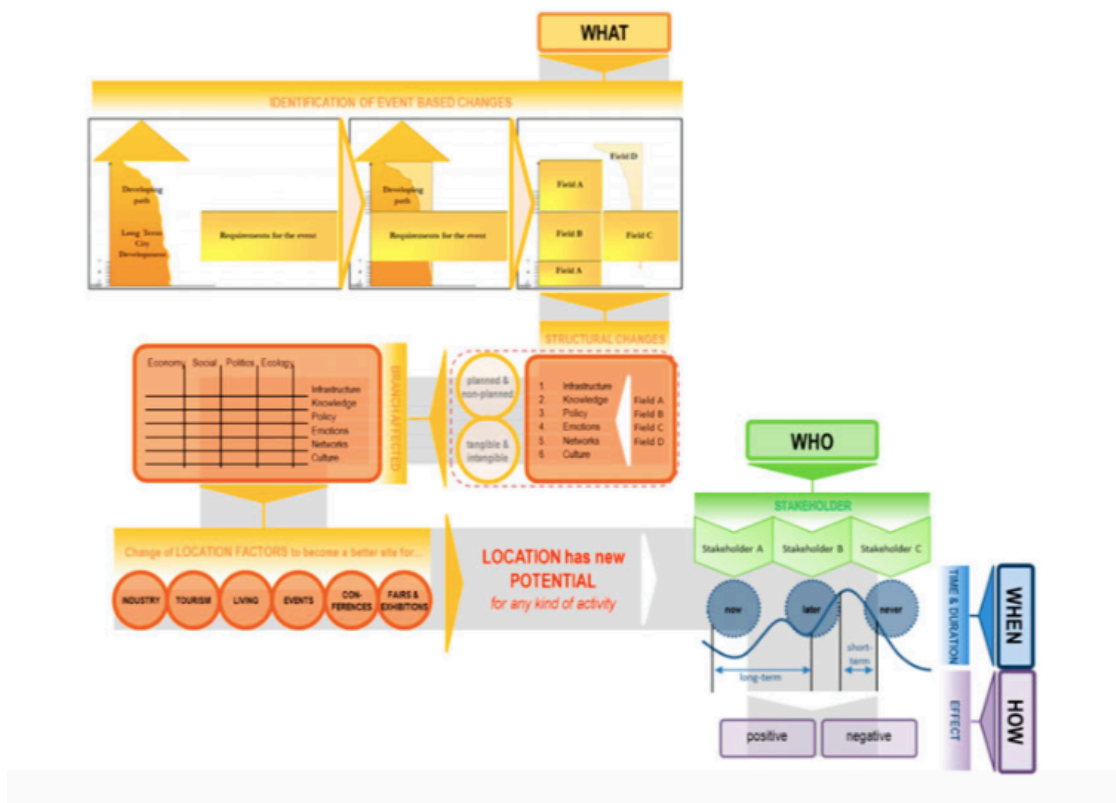 WHAT
IDENTIFICATION OF EVENT BASED CHANGES
Developing
path
Long Term
City
Development
Requirements for the event
Developing
path
Requirements for the event
Field A
Field D
Field B
Field C
Field A
STRUCTURAL CHANGES
Economy Social Politics Ecology
Infrastructure
Knowledge
Policy
Emotions
Networks
Culture
BRANCH AFFECTED
planned &
non-planned
tangible &
intangible
1. Infrastructure
2. Knowledge
3. Policy
4. Emotions
5. Networks
6. Culture
Field A
Field B
Field C
Field D
Change of LOCATION FACTORS to become a better site for...
INDUSTRY
TOURISM
LIVING
EVENTS
CON-
FERENCES
FAIRS &
EXHIBITIONS
LOCATION has new
POTENTIAL
for any kind of activity
WHO
STAKEHOLDER
Stakeholder A
Stakeholder B
Stakeholder C
now
later
never
long-term
short-
term
TIME & DURATION
WHEN
positive
negative
EFFECT
HOW